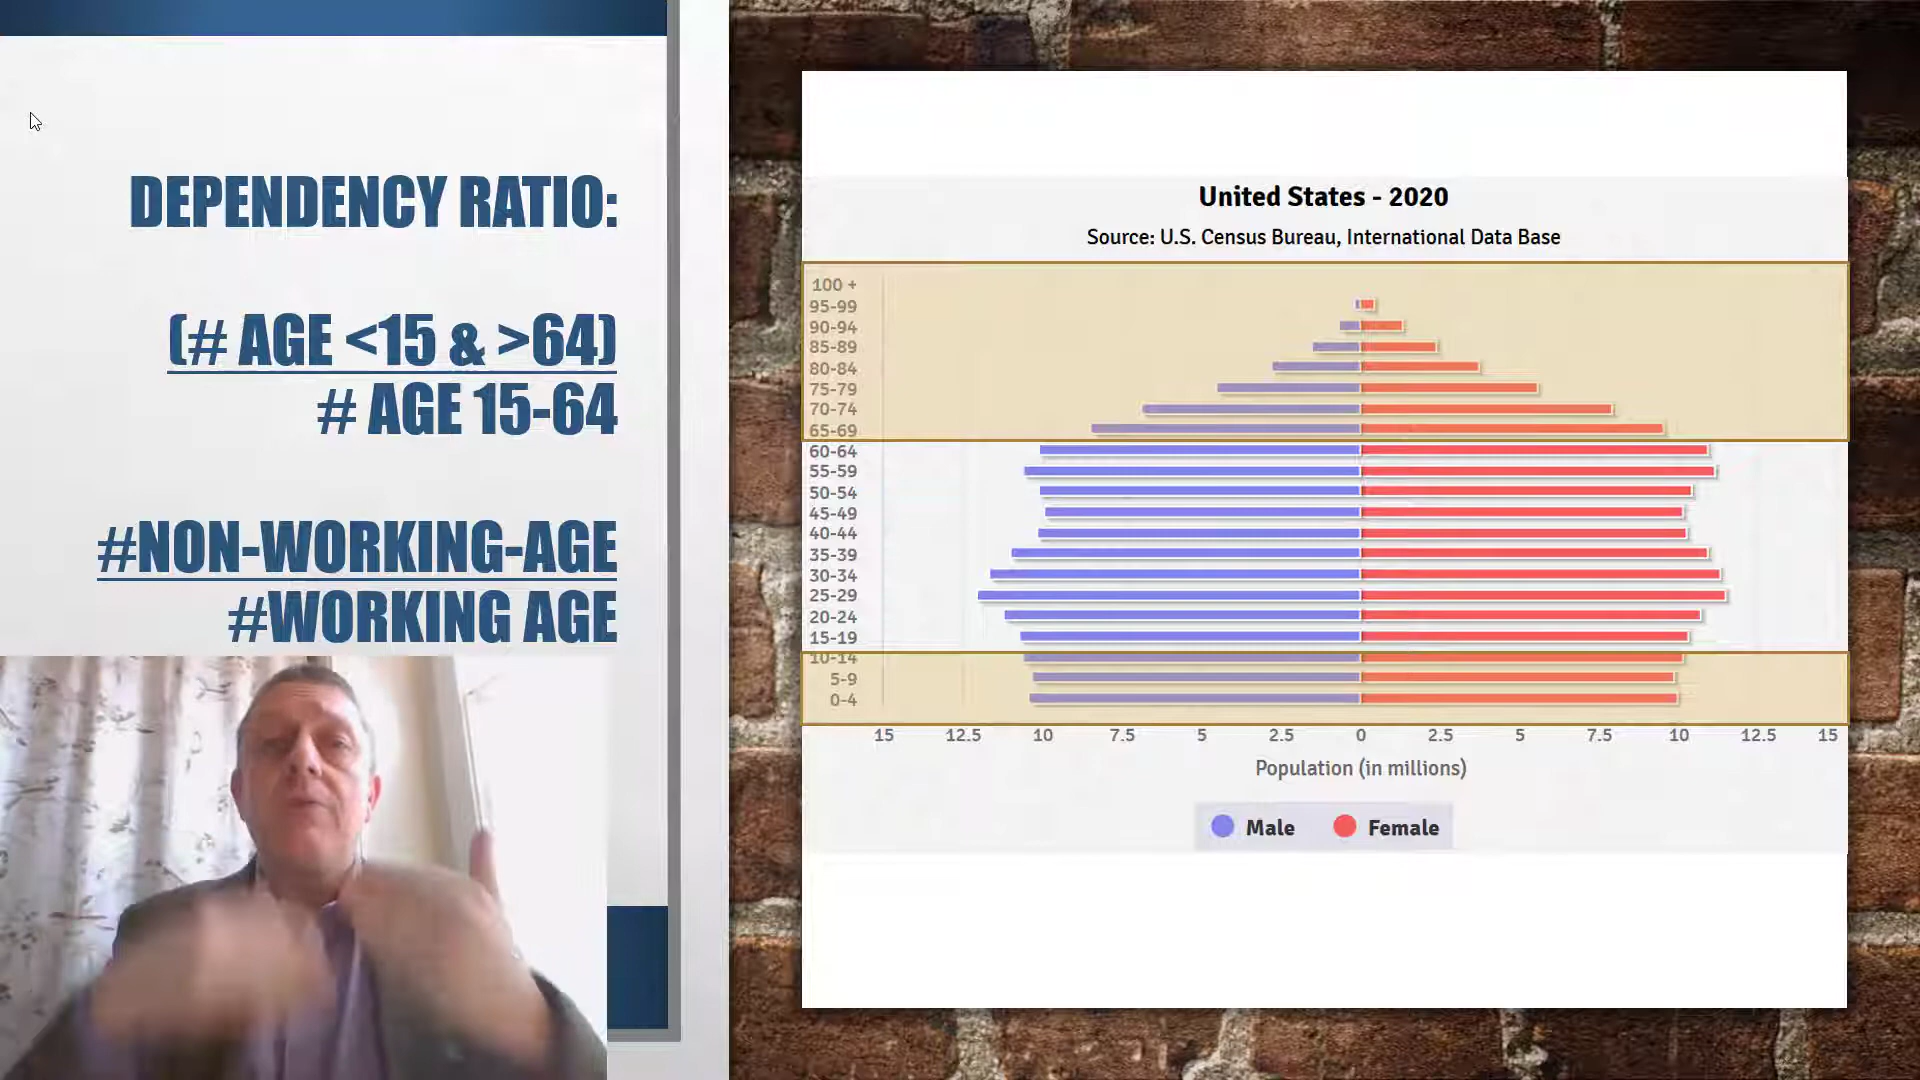 DEPENDENCY RATIO:
(# AGE <15 & >64)
# AGE 15-64
#NON-WORKING-AGE
#WORKING AGE
United States - 2020
Source: U.S. Census Bureau, International Data Base
100 +
95-99
90-94
85-89
80-84
75-79
70-74
65-69
60-64
55-59
50-54
45-49
40-44
35-39
30-34
25-29
20-24
15-19
10-14
5-9
0-4
15 12.5 10 7.5 5 2.5 0 2.5 5 7.5 10 12.5 15
Population (in millions)
Male Female